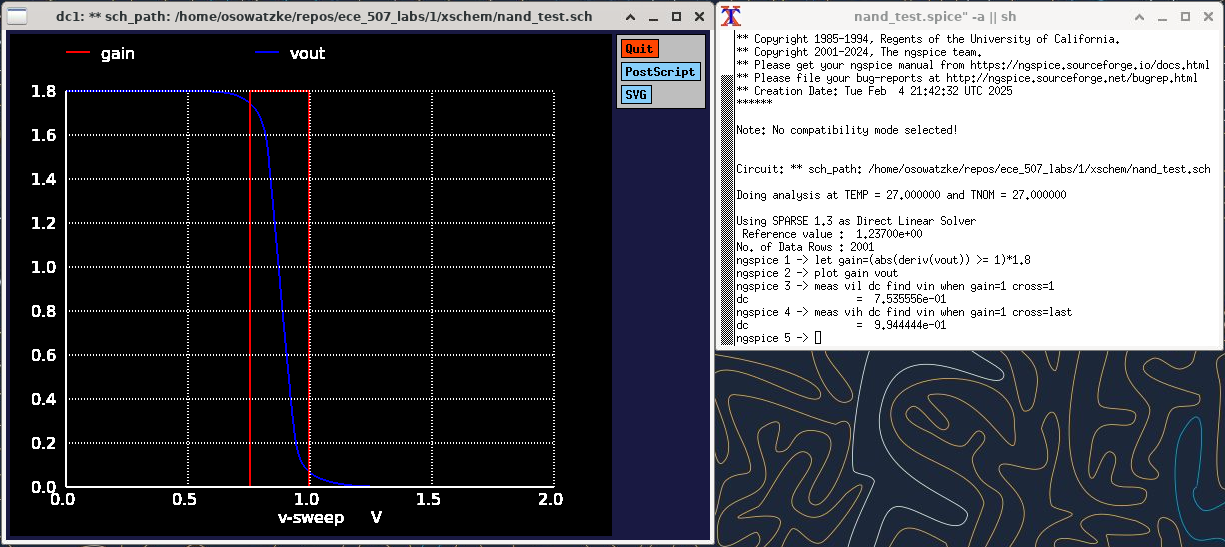 dc1: ** sch_path: /home/osowatzke/repos/ece_507_labs/1/xschem/nand_test.sch
gain
vout
Quit
PostScript
SVG
1.8
1.6
1.4
1.2
1.0
0.8
0.6
0.4
0.2
0.0
0.0
0.5
1.0
1.5
2.0
v-sweep V
nand_test.spice" -a || sh
** Copyright 1985-1994, Regents of the University of California.
** Copyright 2001-2024, The ngspice team.
** Please get your ngspice manual from https://ngspice.sourceforge.io/docs.html
** Please file your bug-reports at http://ngspice.sourceforge.net/bugrep.html
** Creation Date: Tue Feb  4 21:42:32 UTC 2025
******
Note: No compatibility mode selected!
Circuit: ** sch_path: /home/osowatzke/repos/ece_507_labs/1/xschem/nand_test.sch
Doing analysis at TEMP = 27.000000 and TNOM = 27.000000
Using SPARSE 1.3 as Direct Linear Solver
Reference value :  1.23700e+00
No. of Data Rows : 2001
ngspice 1 -> let gain=(abs(deriv(vout)) >= 1)*1.8
ngspice 2 -> plot gain vout
ngspice 3 -> meas vil dc find vin when gain=1 cross=1
dc                  =  7.535556e-01
ngspice 4 -> meas vih dc find vin when gain=1 cross=last
dc                  =  9.944444e-01
ngspice 5 ->